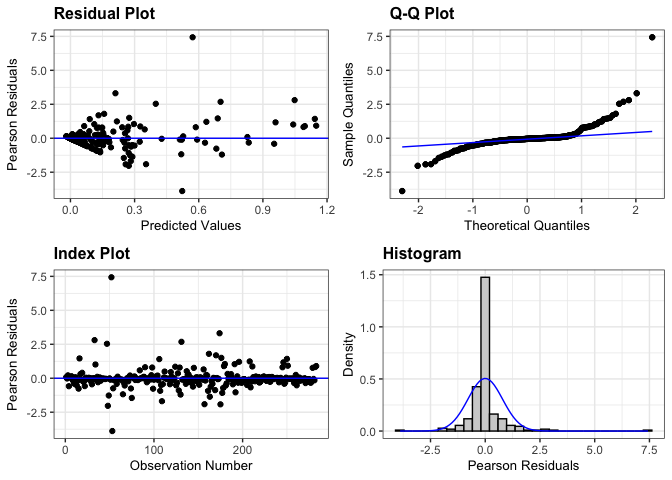 Residual Plot
7.5
5.0
2.5
0.0
-2.5
Pearson Residuals
0.0 0.3 0.6 0.9 1.2
Predicted Values
Q-Q Plot
7.5
5.0
2.5
0.0
-2.5
Sample Quantiles
-2 -1 0 1 2
Theoretical Quantiles
Index Plot
7.5
5.0
2.5
0.0
-2.5
Pearson Residuals
0 100 200
Observation Number
Histogram
1.5
1.0
0.5
0.0
Density
-2.5 0.0 2.5 5.0 7.5
Pearson Residuals